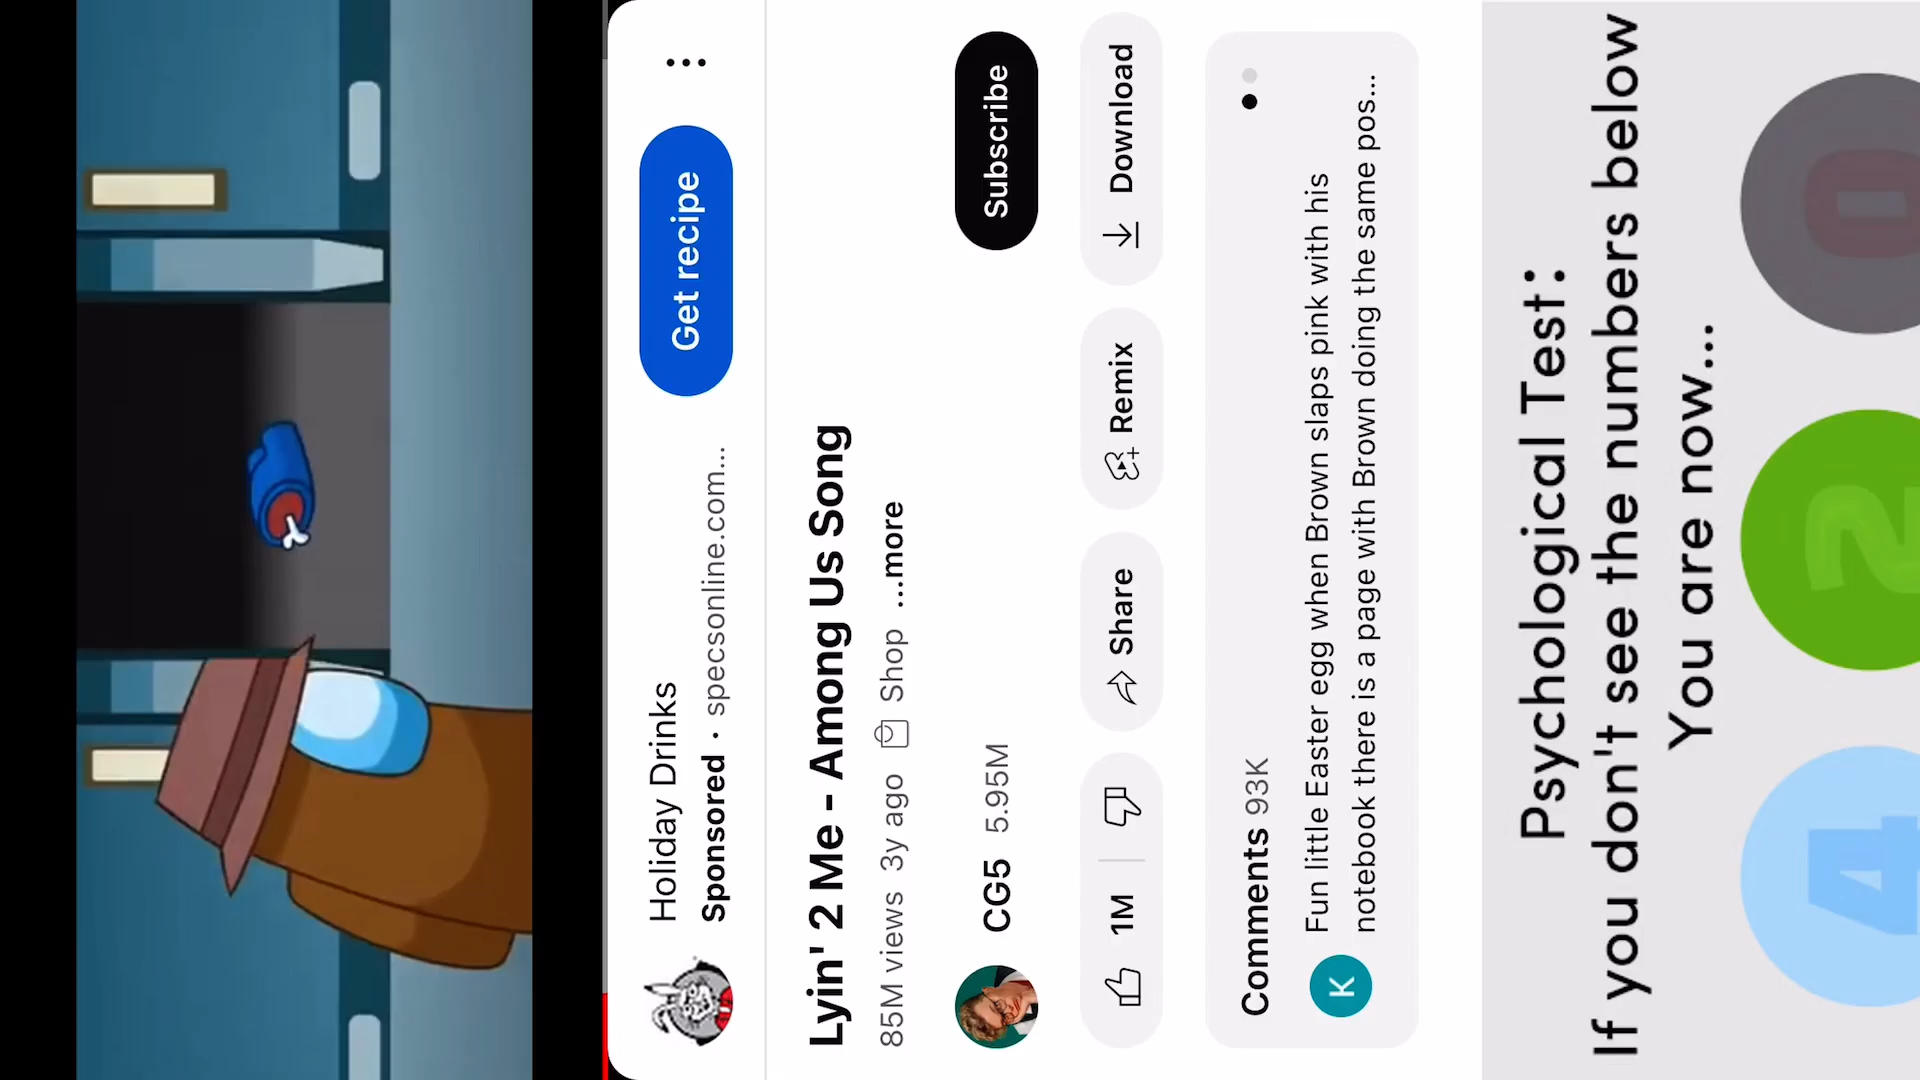 Holiday Drinks
Sponsored · specsonline.com...
Get recipe
Lyin' 2 Me - Among Us Song
85M views 3y ago Shop ...more
CG5 5.95M
Subscribe
1M
Share
Remix
Download
Comments 93K
K
Fun little Easter egg when Brown slaps pink with his
notebook there is a page with Brown doing the same pos...
Psychological Test:
If you don't see the numbers below
You are now...
4 2 0